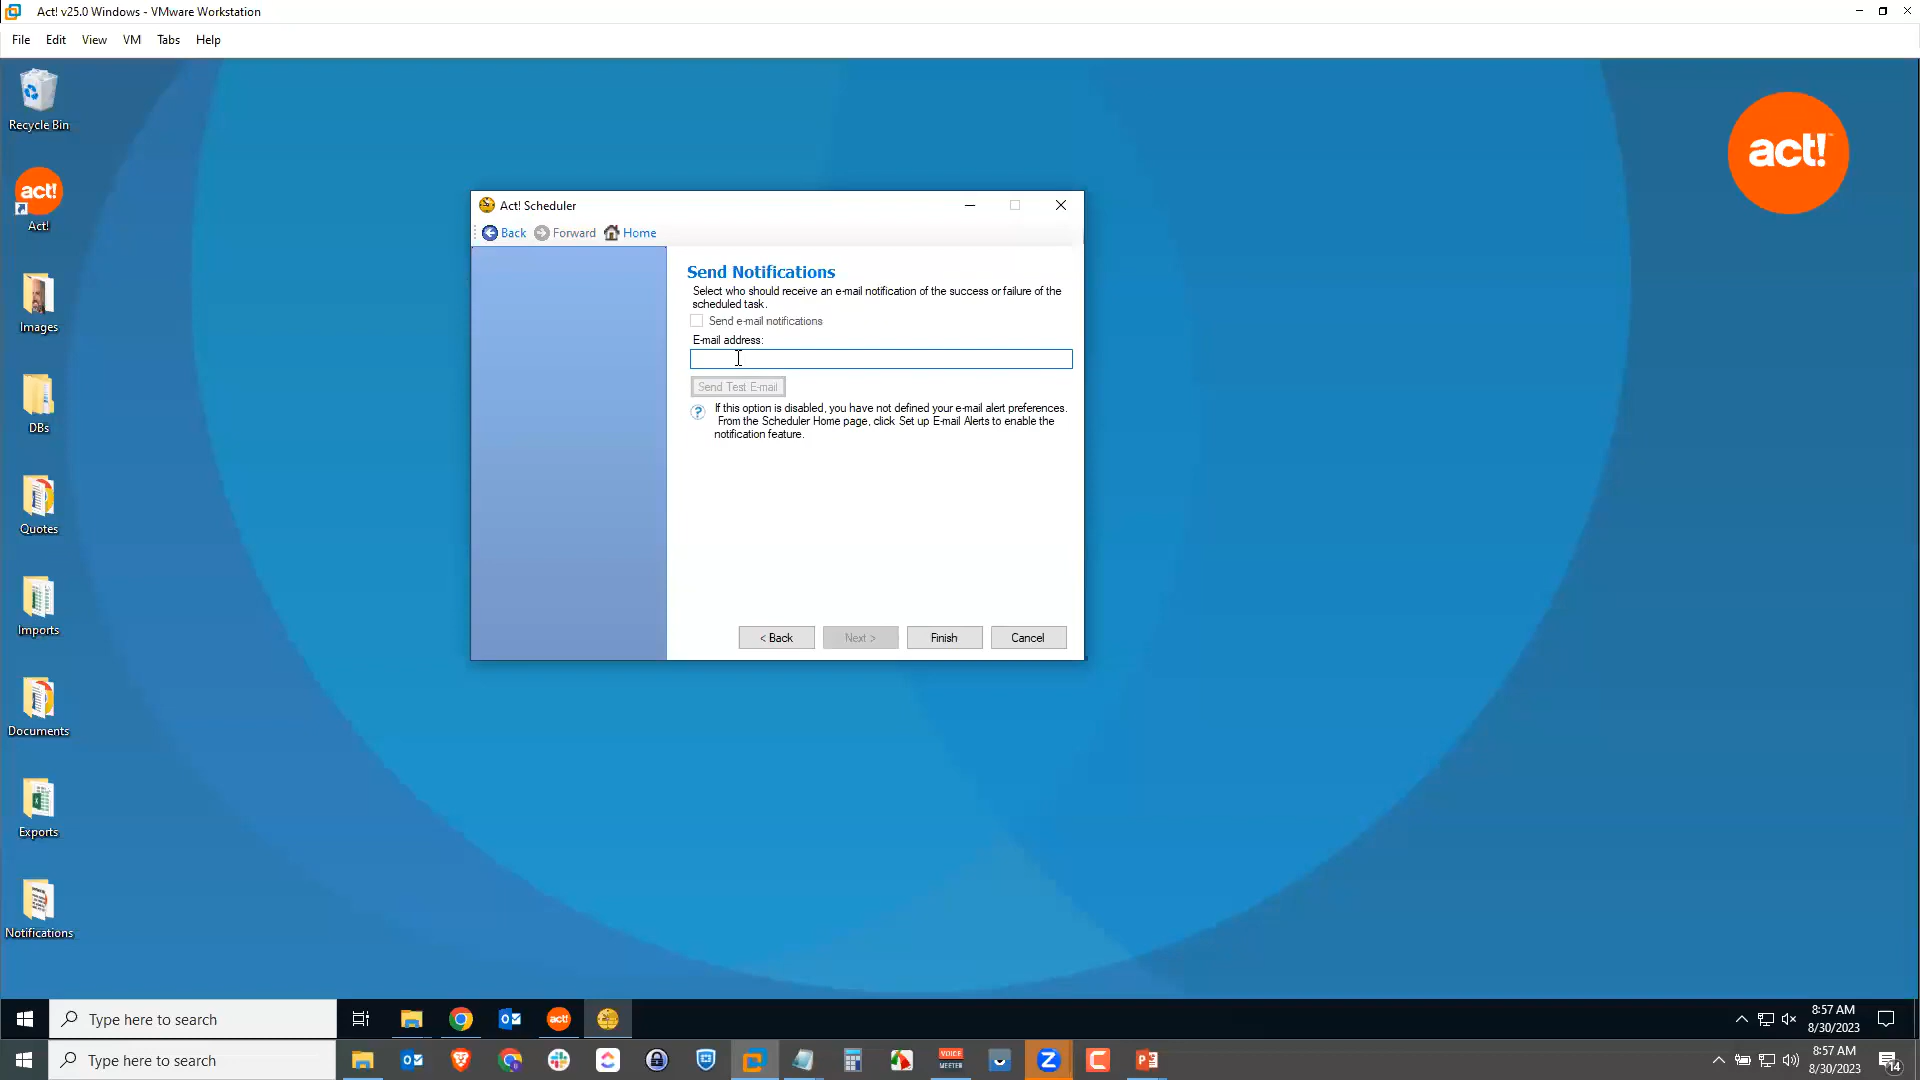 Act! v25.0 Windows - VMware Workstation
File Edit View VM Tabs Help
Recycle Bin
act!
Act!
Images
DBs
Quotes
Imports
Documents
Exports
Notifications
act!™
Act! Scheduler
Back Forward Home
Send Notifications
Select who should receive an e-mail notification of the success or failure of the
scheduled task.
Send e-mail notifications
E-mail address:
Send Test E-mail
If this option is disabled, you have not defined your e-mail alert preferences.
From the Scheduler Home page, click Set up E-Mail Alerts to enable the
notification feature.
< Back Next > Finish Cancel
Type here to search
act!
8:57 AM
8/30/2023
Type here to search
VOICE
MEETER
8:57 AM
8/30/2023
14